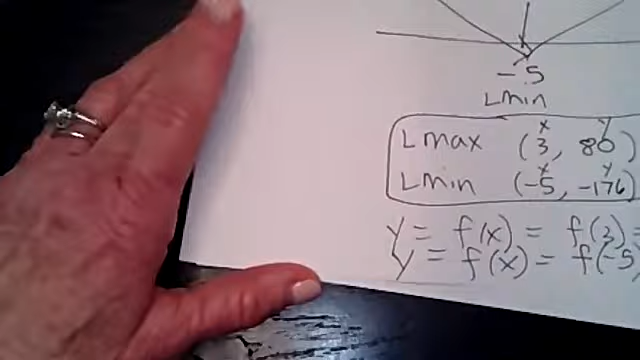 -5
Lmin
x y
Lmax (3, 80)
x y
Lmin (-5, -176)
y = f(x) = f(3) =
y = f(x) = f(-5)